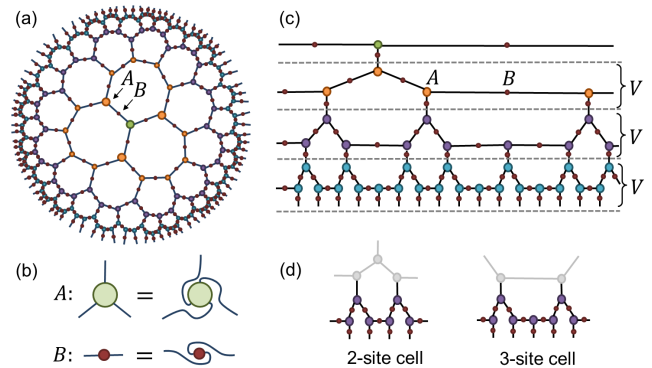 (a)
A
B
(b)
A: =
B: =
(c)
A B
V
V
V
(d)
2-site cell 3-site cell